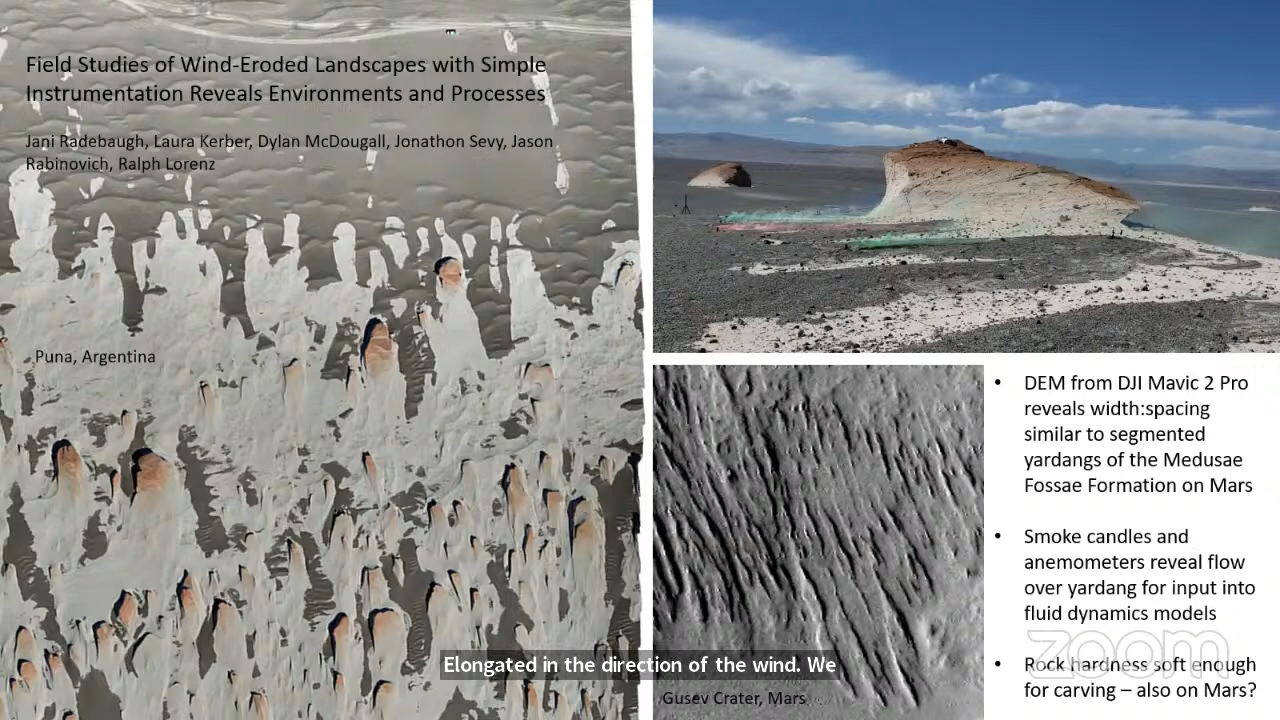 Field Studies of Wind-Eroded Landscapes with Simple
Instrumentation Reveals Environments and Processes
Jani Radebaugh, Laura Kerber, Dylan McDougall, Jonathon Sevy, Jason
Rabinovich, Ralph Lorenz
Puna, Argentina
• DEM from DJI Mavic 2 Pro
reveals width:spacing
similar to segmented
yardangs of the Medusae
Fossae Formation on Mars
• Smoke candles and
anemometers reveal flow
over yardang for input into
fluid dynamics models
• Rock hardness soft enough
for carving – also on Mars?
Gusev Crater, Mars
Elongated in the direction of the wind. We
zoom